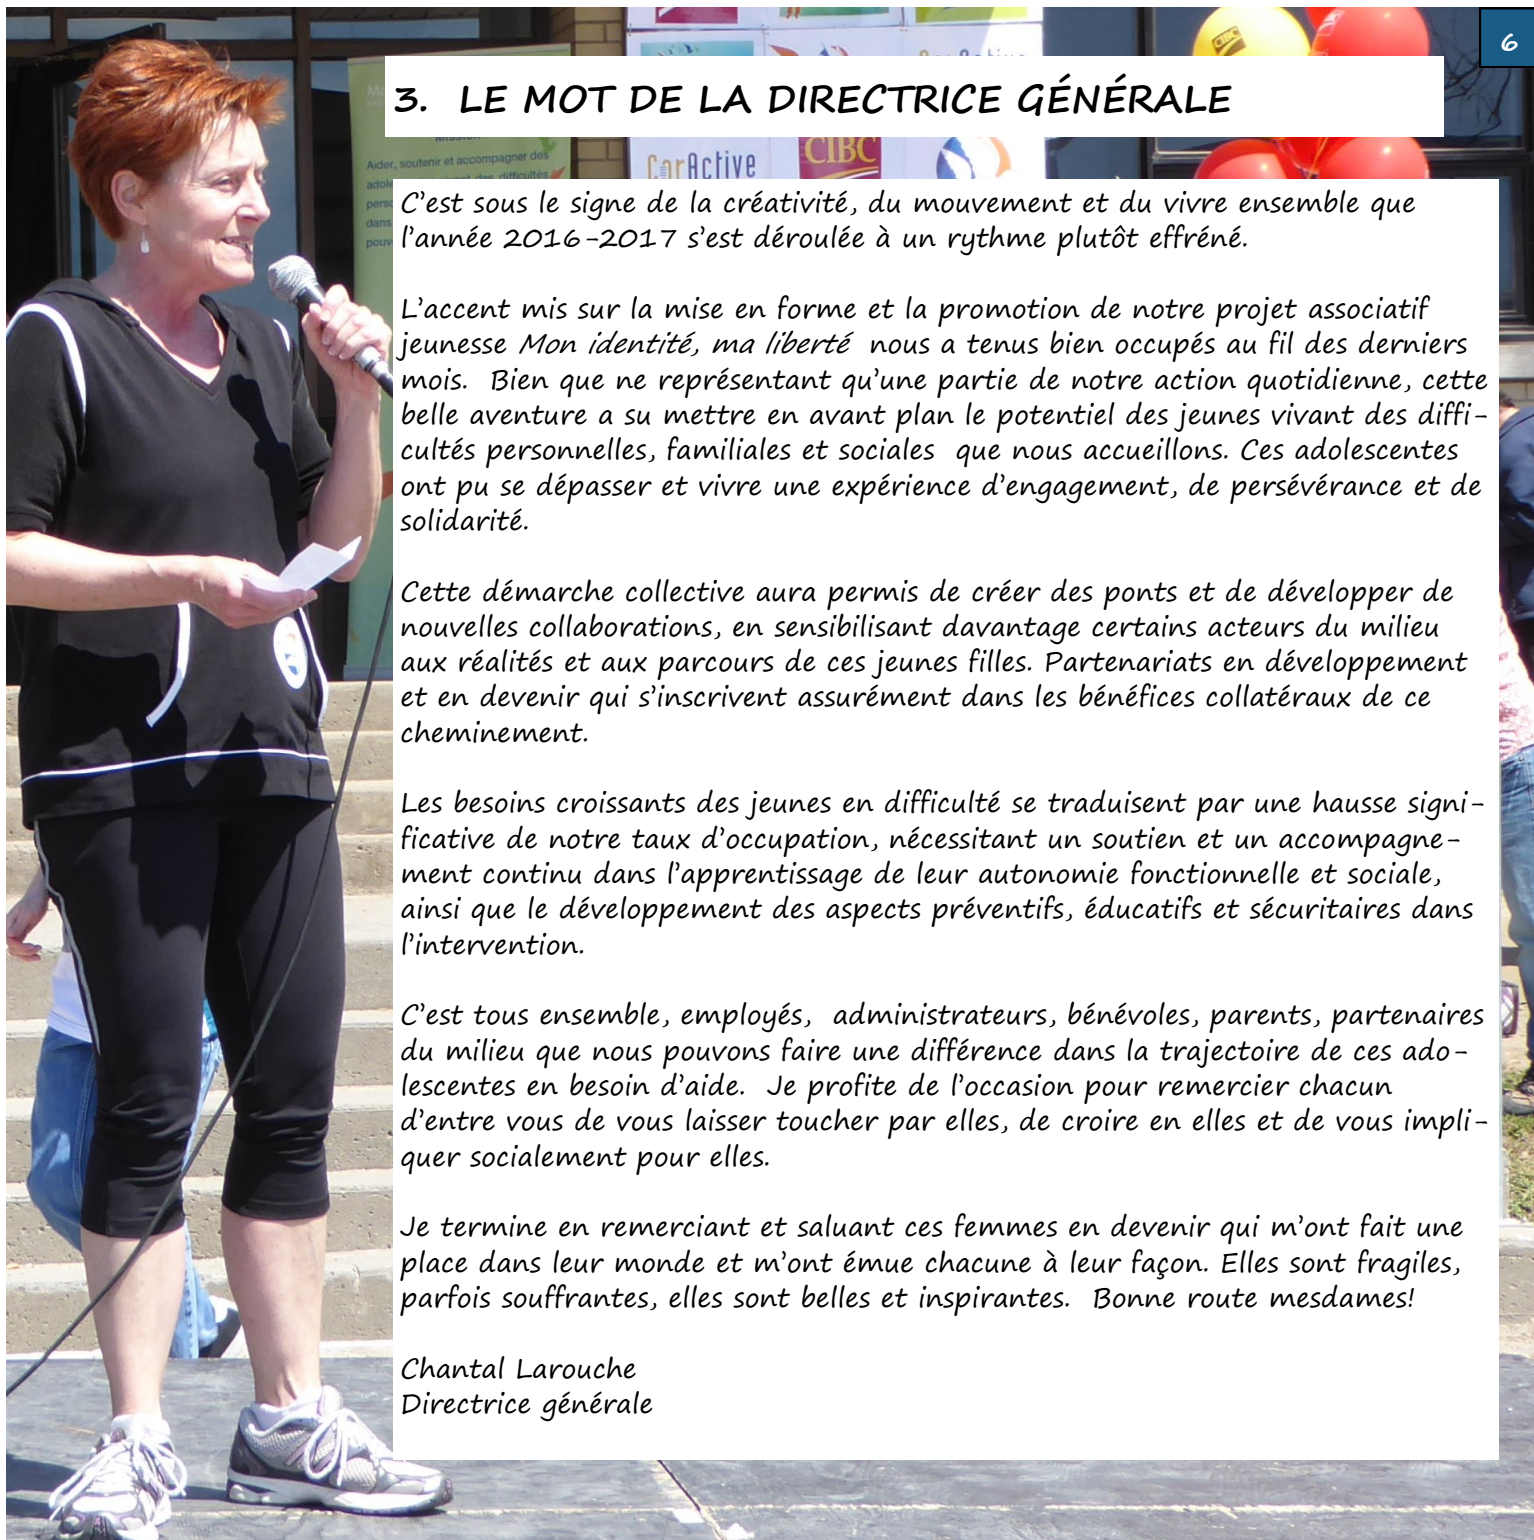 6
3. LE MOT DE LA DIRECTRICE GÉNÉRALE
CIBC
CarActive
CIBC
Aider, soutenir et accompagner des
C'est sous le signe de la créativité, du mouvement et du vivre ensemble que
l'année 2016-2017 s'est déroulée à un rythme plutôt effréné.
L'accent mis sur la mise en forme et la promotion de notre projet associatif
jeunesse Mon identité, ma liberté nous a tenus bien occupés au fil des derniers
mois. Bien que ne représentant qu'une partie de notre action quotidienne, cette
belle aventure a su mettre en avant plan le potentiel des jeunes vivant des diffi-
cultés personnelles, familiales et sociales que nous accueillons. Ces adolescentes
ont pu se dépasser et vivre une expérience d'engagement, de persévérance et de
solidarité.
Cette démarche collective aura permis de créer des ponts et de développer de
nouvelles collaborations, en sensibilisant davantage certains acteurs du milieu
aux réalités et aux parcours de ces jeunes filles. Partenariats en développement
et en devenir qui s'inscrivent assurément dans les bénéfices collatéraux de ce
cheminement.
Les besoins croissants des jeunes en difficulté se traduisent par une hausse signi-
ficative de notre taux d'occupation, nécessitant un soutien et un accompagne-
ment continu dans l'apprentissage de leur autonomie fonctionnelle et sociale,
ainsi que le développement des aspects préventifs, éducatifs et sécuritaires dans
l'intervention.
C'est tous ensemble, employés, administrateurs, bénévoles, parents, partenaires
du milieu que nous pouvons faire une différence dans la trajectoire de ces ado-
lescentes en besoin d'aide. Je profite de l'occasion pour remercier chacun
d'entre vous de vous laisser toucher par elles, de croire en elles et de vous impli-
quer socialement pour elles.
Je termine en remerciant et saluant ces femmes en devenir qui m'ont fait une
place dans leur monde et m'ont émue chacune à leur façon. Elles sont fragiles,
parfois souffrantes, elles sont belles et inspirantes. Bonne route mesdames!
Chantal Larouche
Directrice générale